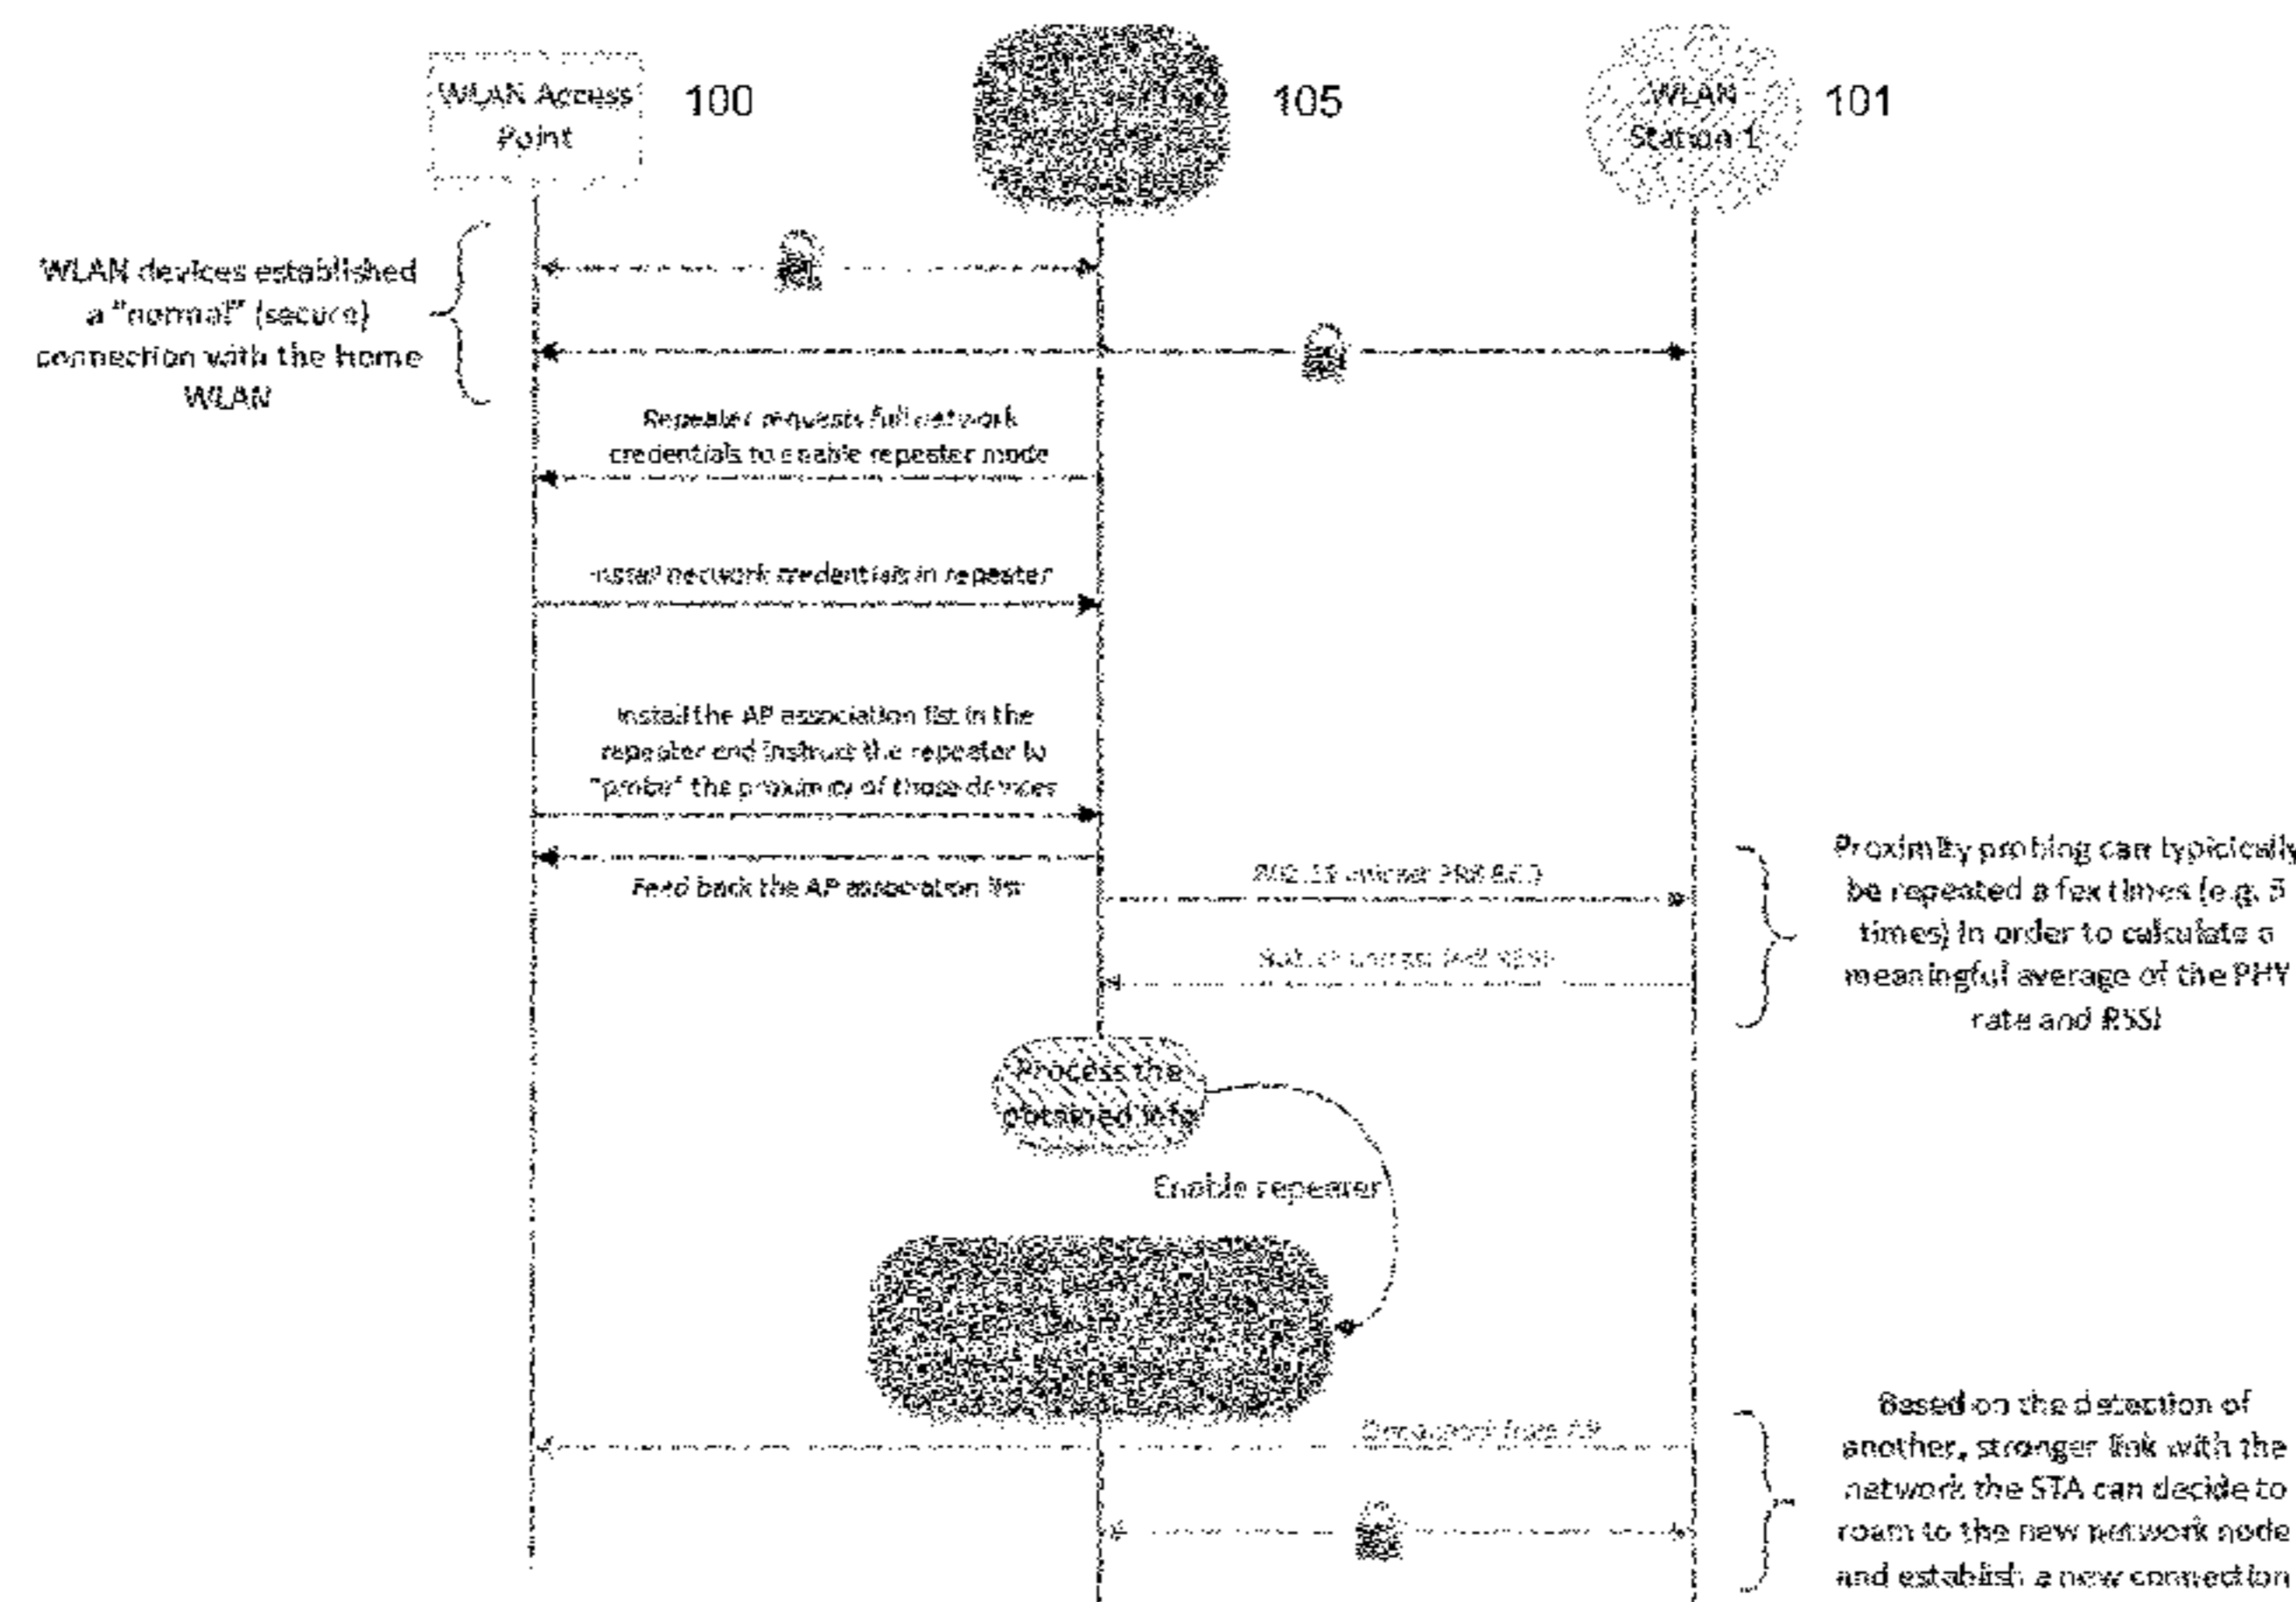 WLAN Access
Point
100
105
WLAN
Station 1
101
WLAN devices established
a "normal" (secure)
connection with the home
WLAN
Repeater requests full network
credentials to enable repeater mode
Install network credentials in repeater
Install the AP association list in the
repeater and instruct the repeater to
"probe" the proximity of those devices
Feed back the AP association list
Proximity probing can typicically
be repeated a fex times (e.g. 5
times) in order to calculate a
meaningful average of the PHY
rate and RSSI
Process the
obtained info
Enable repeater
from AP
Based on the detection of
another, stronger link with the
network the STA can decide to
roam to the new network node
and establish a new connection